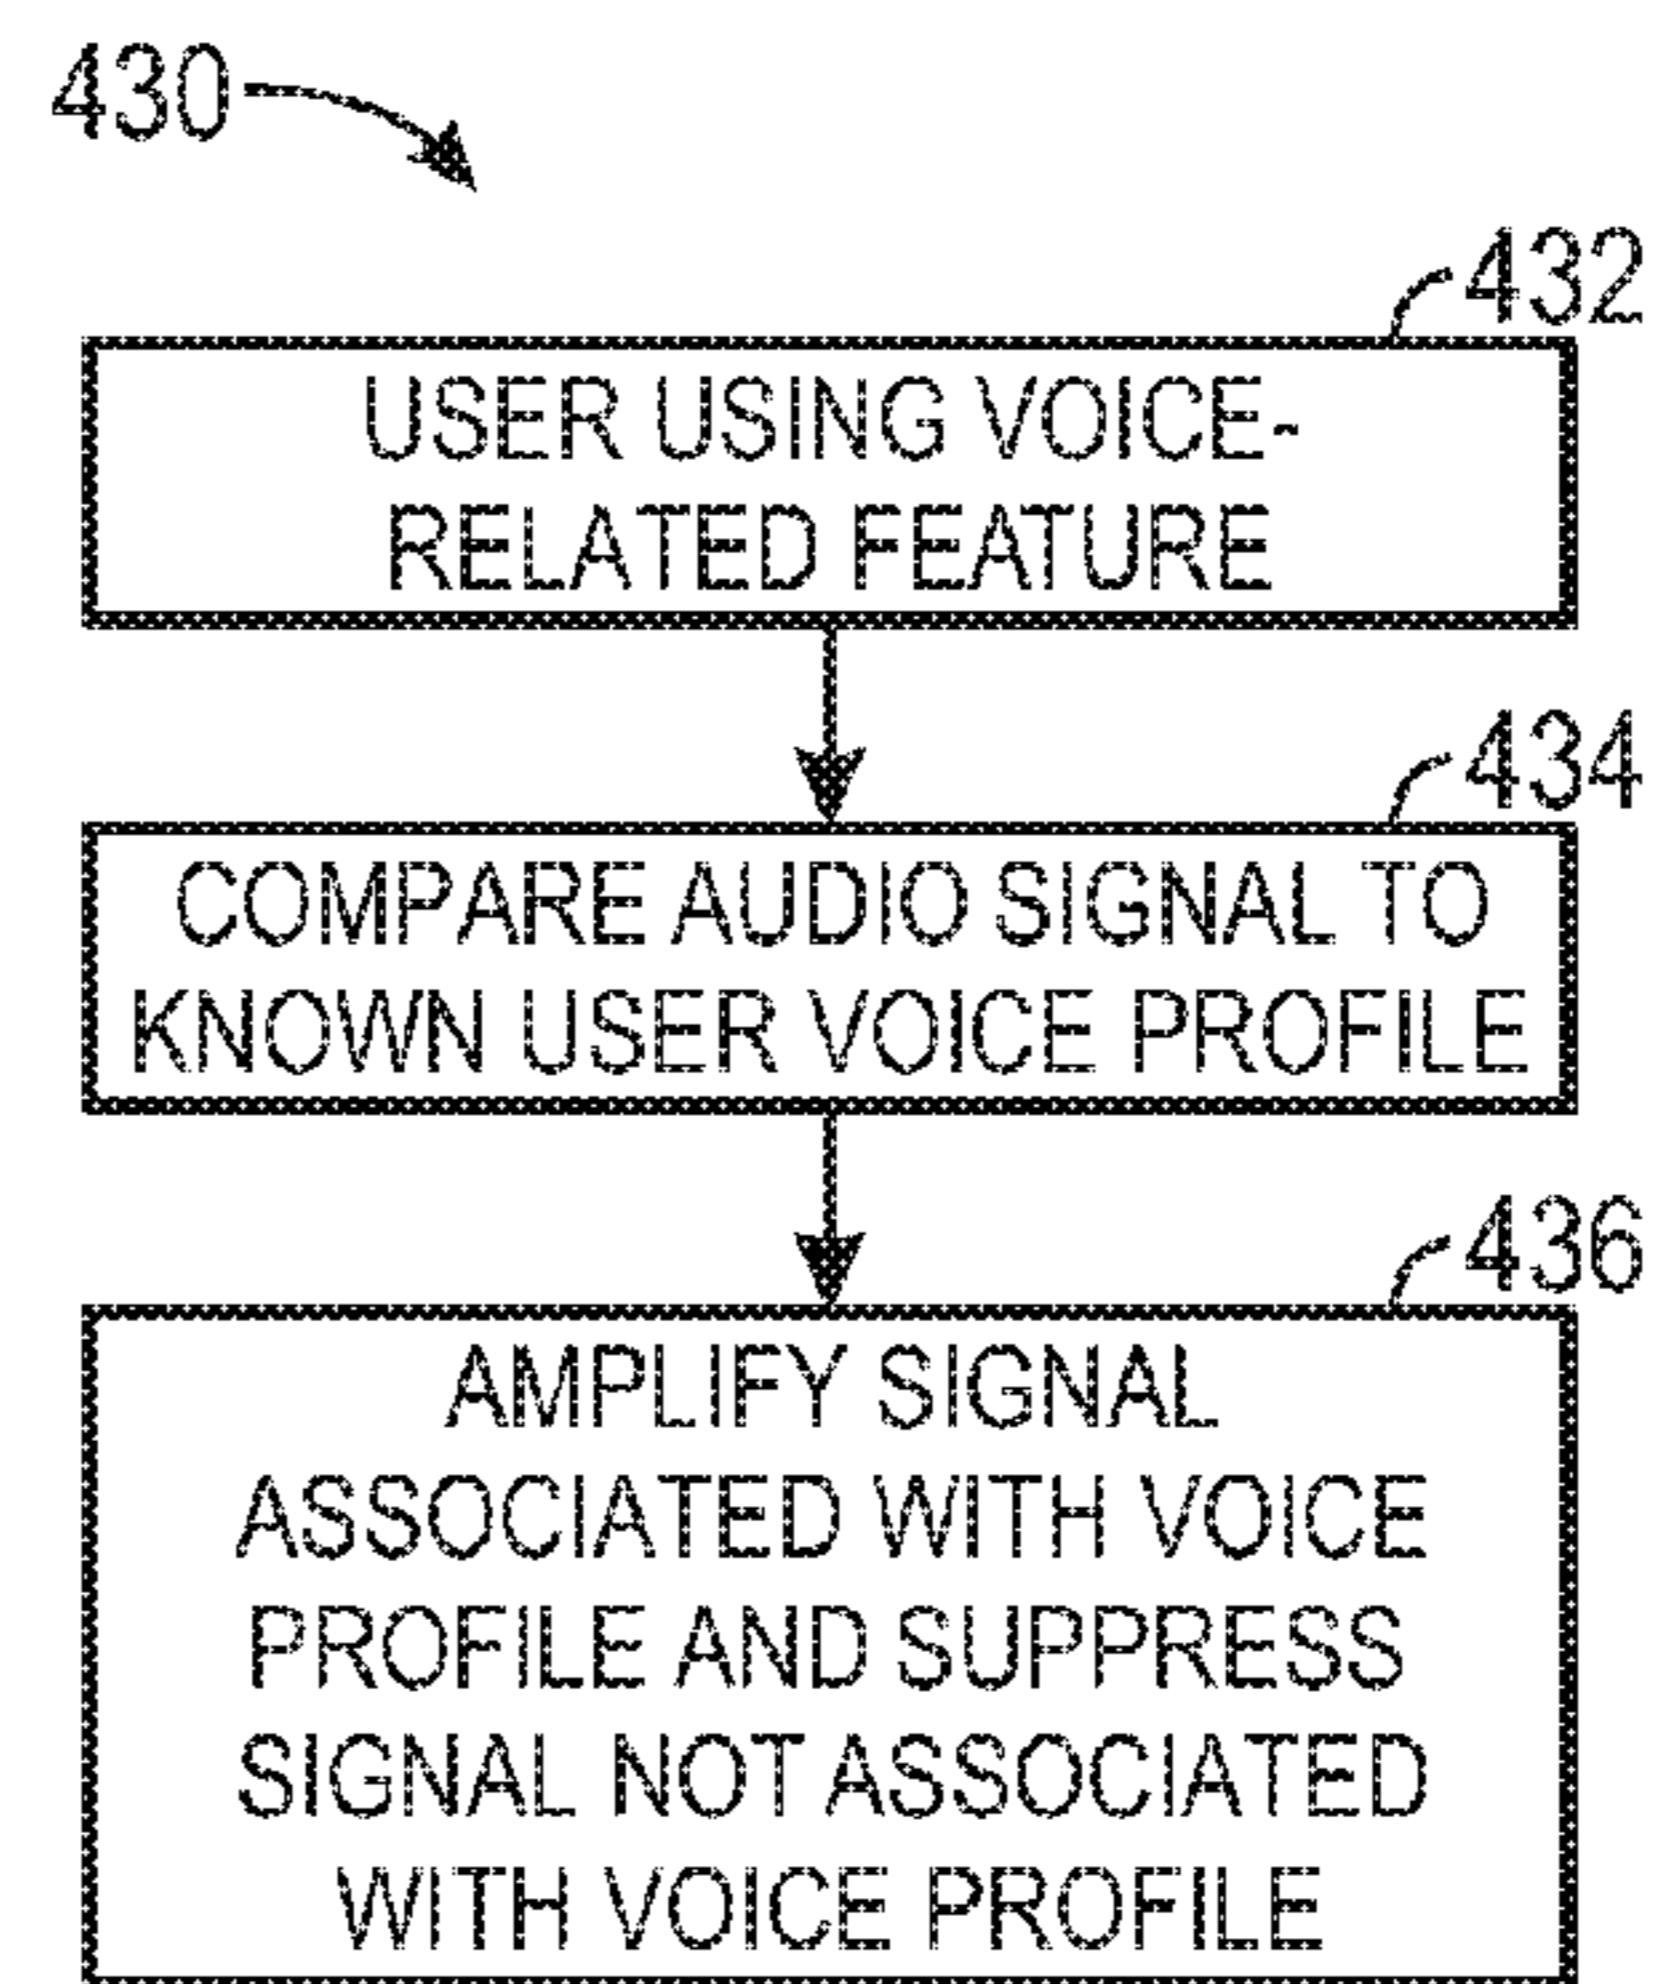 430
432
USER USING VOICE-
RELATED FEATURE
434
COMPARE AUDIO SIGNAL TO
KNOWN USER VOICE PROFILE
436
AMPLIFY SIGNAL
ASSOCIATED WITH VOICE
PROFILE AND SUPPRESS
SIGNAL NOT ASSOCIATED
WITH VOICE PROFILE